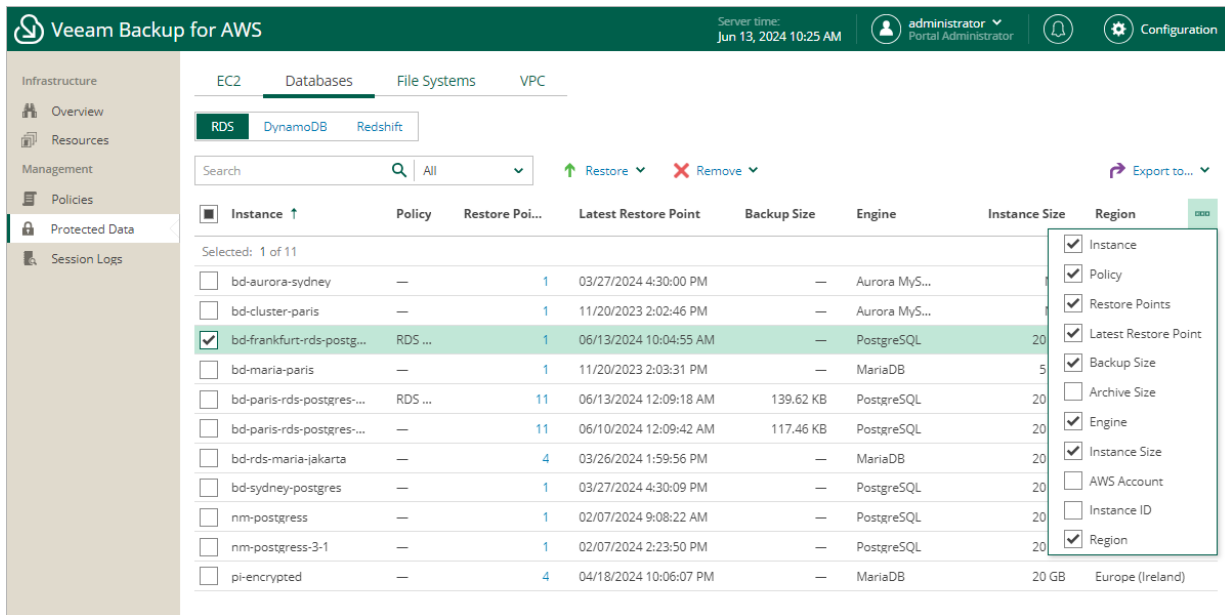 Veeam Backup for AWS
Server time:
Jun 13, 2024 10:25 AM
administrator
Portal Administrator
Configuration
Infrastructure
Overview
Resources
Management
Policies
Protected Data
Session Logs
EC2 Databases File Systems VPC
RDS DynamoDB Redshift
Search All Restore Remove Export to...
Instance Policy Restore Poi... Latest Restore Point Backup Size Engine Instance Size Region
Selected: 1 of 11
bd-aurora-sydney — 1 03/27/2024 4:30:00 PM — Aurora MyS...
bd-cluster-paris — 1 11/20/2023 2:02:46 PM — Aurora MyS...
bd-frankfurt-rds-postg... RDS ... 1 06/13/2024 10:04:55 AM — PostgreSQL 20
bd-maria-paris — 1 11/20/2023 2:03:31 PM — MariaDB 5
bd-paris-rds-postgres-... RDS ... 11 06/13/2024 12:09:18 AM 139.62 KB PostgreSQL 20
bd-paris-rds-postgres-... — 11 06/10/2024 12:09:42 AM 117.46 KB PostgreSQL 20
bd-rds-maria-jakarta — 4 03/26/2024 1:59:56 PM — MariaDB 20
bd-sydney-postgres — 1 03/27/2024 4:30:09 PM — PostgreSQL 20
nm-postgress — 1 02/07/2024 9:08:22 AM — PostgreSQL 20
nm-postgress-3-1 — 1 02/07/2024 2:23:50 PM — PostgreSQL 20
pi-encrypted — 4 04/18/2024 10:06:07 PM — MariaDB 20 GB Europe (Ireland)
Instance
Policy
Restore Points
Latest Restore Point
Backup Size
Archive Size
Engine
Instance Size
AWS Account
Instance ID
Region